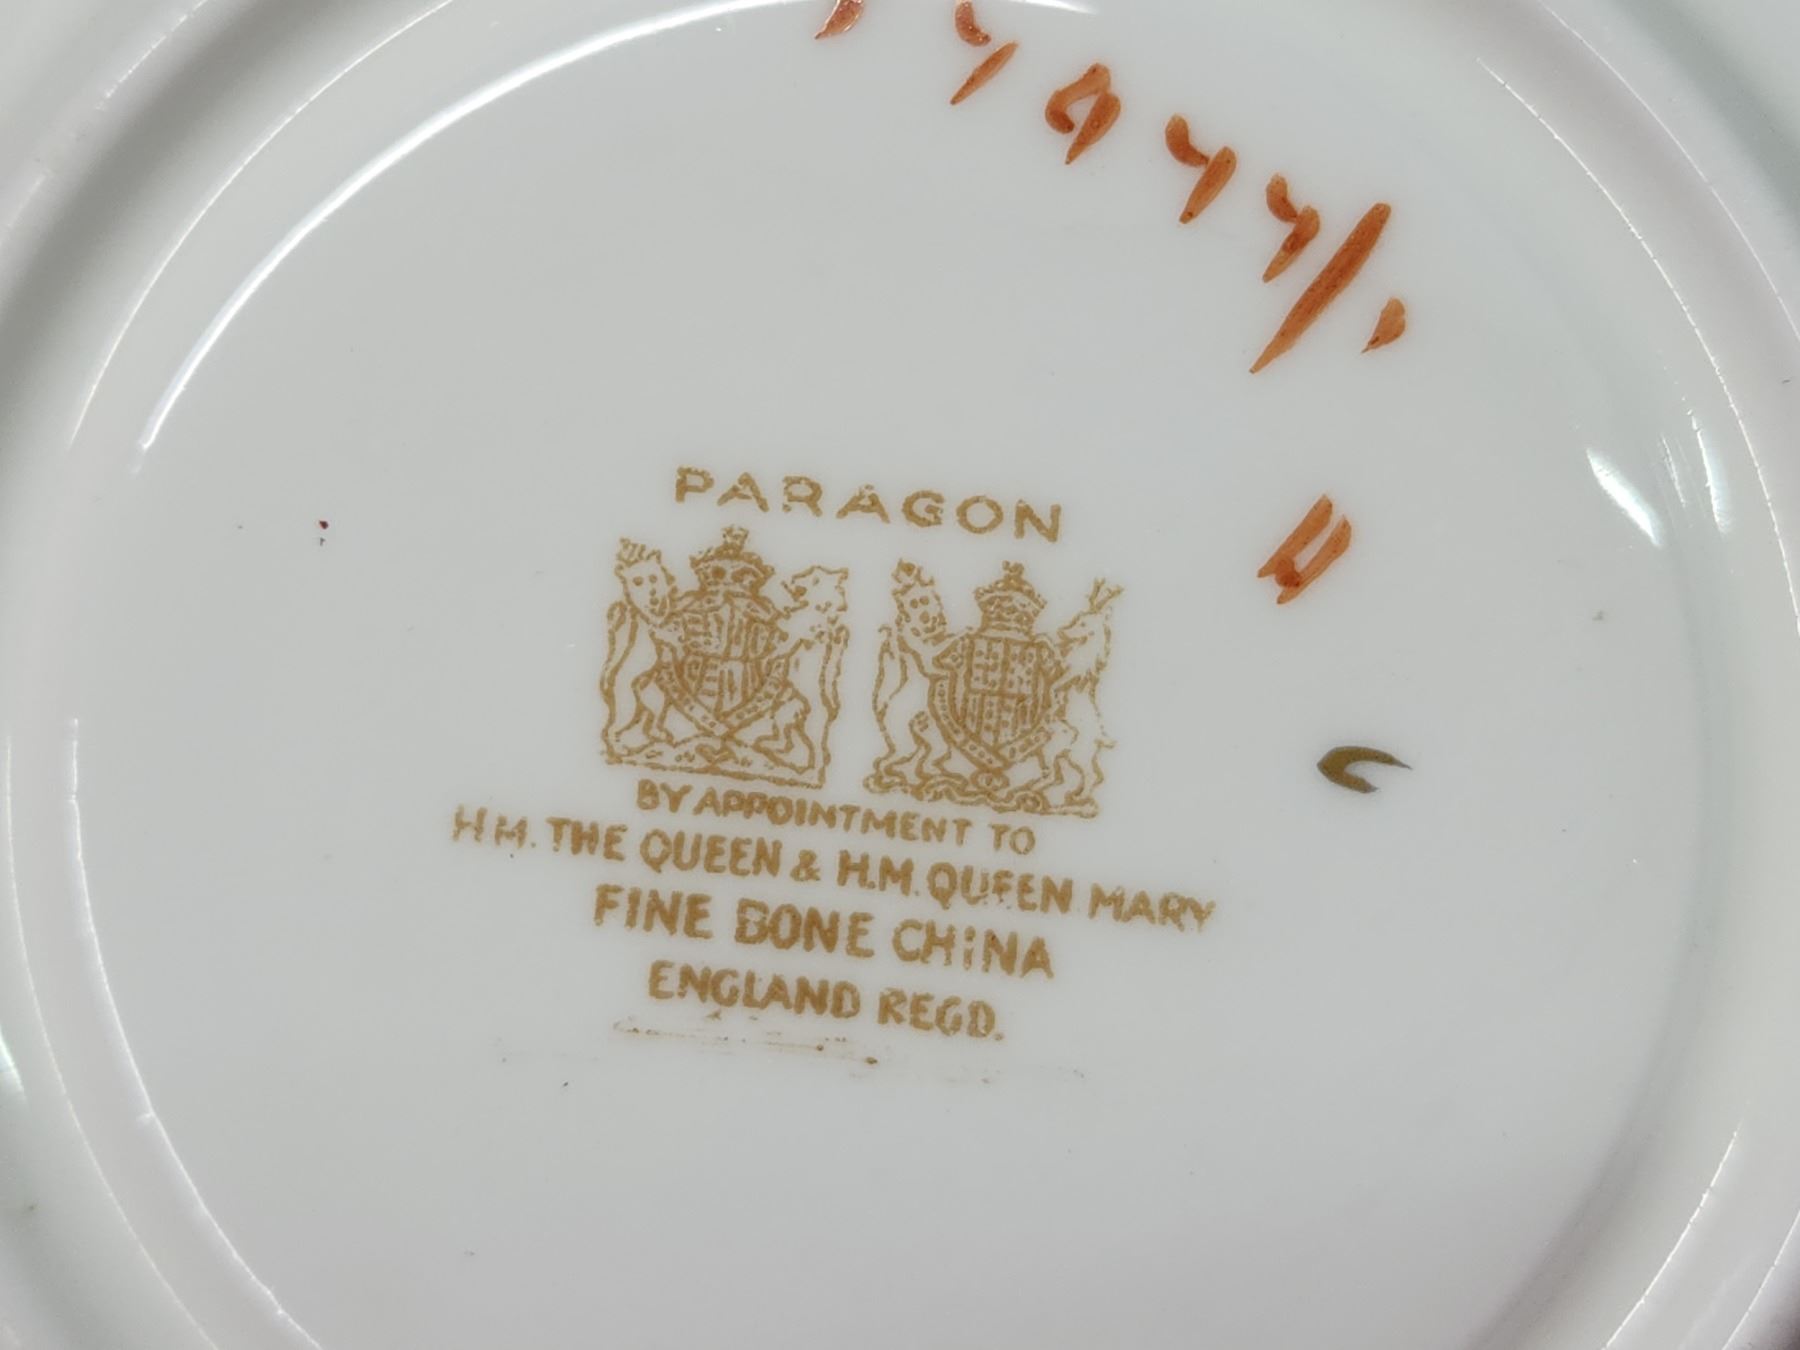 PARAGON
BY APPOINTMENT TO
H.M. THE QUEEN & H.M. QUEEN MARY
FINE BONE CHINA
ENGLAND REGD.